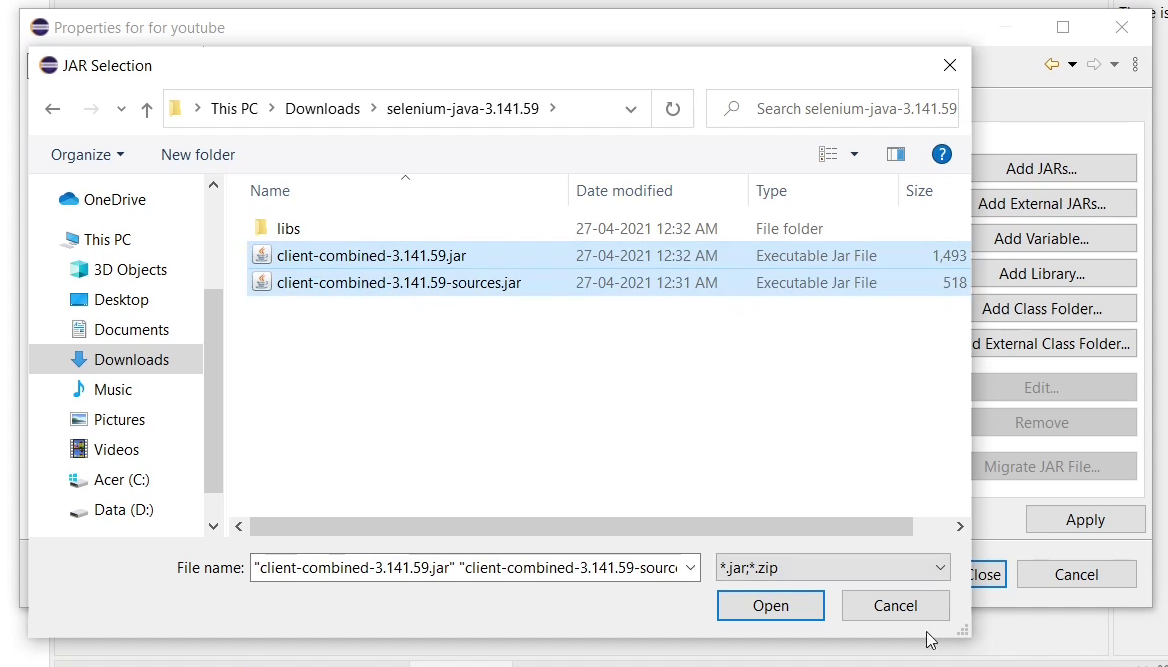 There is
Properties for for youtube
JAR Selection
This PC > Downloads > selenium-java-3.141.59 >
Search selenium-java-3.141.59
Organize
New folder
Name
Date modified
Type
Size
OneDrive
This PC
3D Objects
Desktop
Documents
Downloads
Music
Pictures
Videos
Acer (C:)
Data (D:)
libs 27-04-2021 12:32 AM File folder
client-combined-3.141.59.jar 27-04-2021 12:32 AM Executable Jar File 1,493
client-combined-3.141.59-sources.jar 27-04-2021 12:31 AM Executable Jar File 518
File name: "client-combined-3.141.59.jar" "client-combined-3.141.59-sourc
*.jar;*.zip
Open
Cancel
Add JARs...
Add External JARs...
Add Variable...
Add Library...
Add Class Folder...
d External Class Folder...
Edit...
Remove
Migrate JAR File...
Apply
Close
Cancel